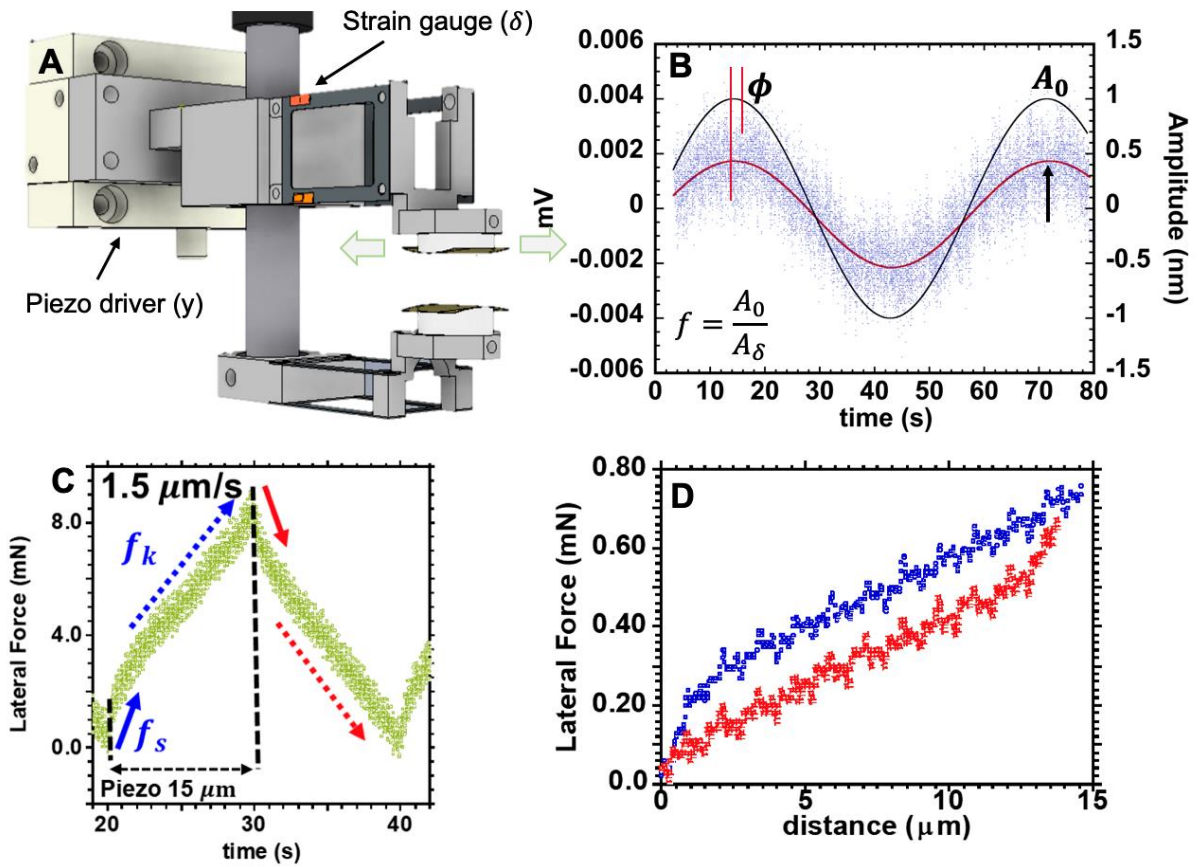 A
Strain gauge (δ)
Piezo driver (y)
B
0.006
0.004
0.002
0
-0.002
-0.004
-0.006
mV
1.5
1
0.5
0
-0.5
-1
-1.5
Amplitude (nm)
ϕ
A₀
f = A₀/A_δ
0 10 20 30 40 50 60 70 80
time (s)
C
1.5 μm/s
8.0
4.0
0.0
Lateral Force (mN)
f_k
f_s
Piezo 15 μm
20 30 40
time (s)
D
0.80
0.60
0.40
0.20
0.0
Lateral Force (mN)
0 5 10 15
distance (μm)